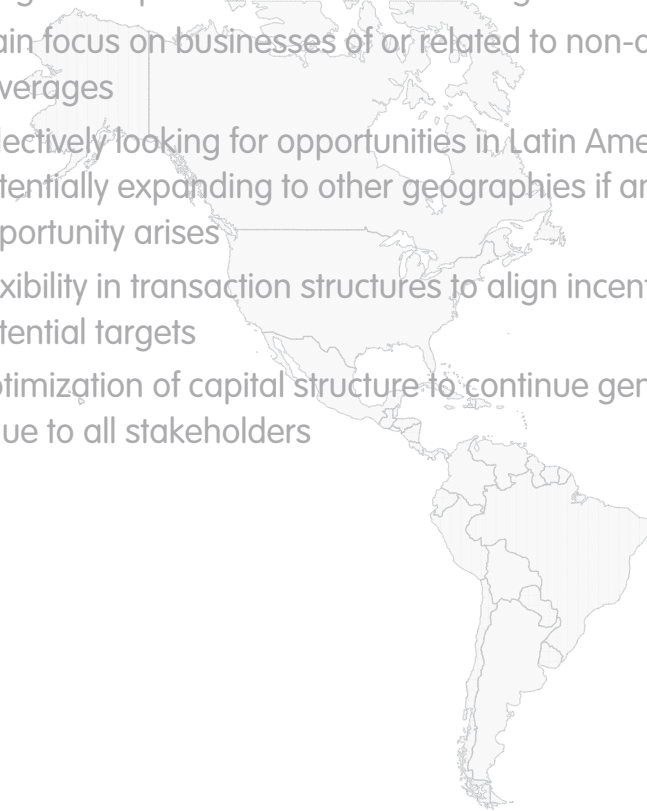 ain focus on businesses of or related to non-a
verages
lectively looking for opportunities in Latin Ame
tentially expanding to other geographies if an
portunity arises
xibility in transaction structures to align incent
tential targets
ptimization of capital structure to continue gen
ue to all stakeholders